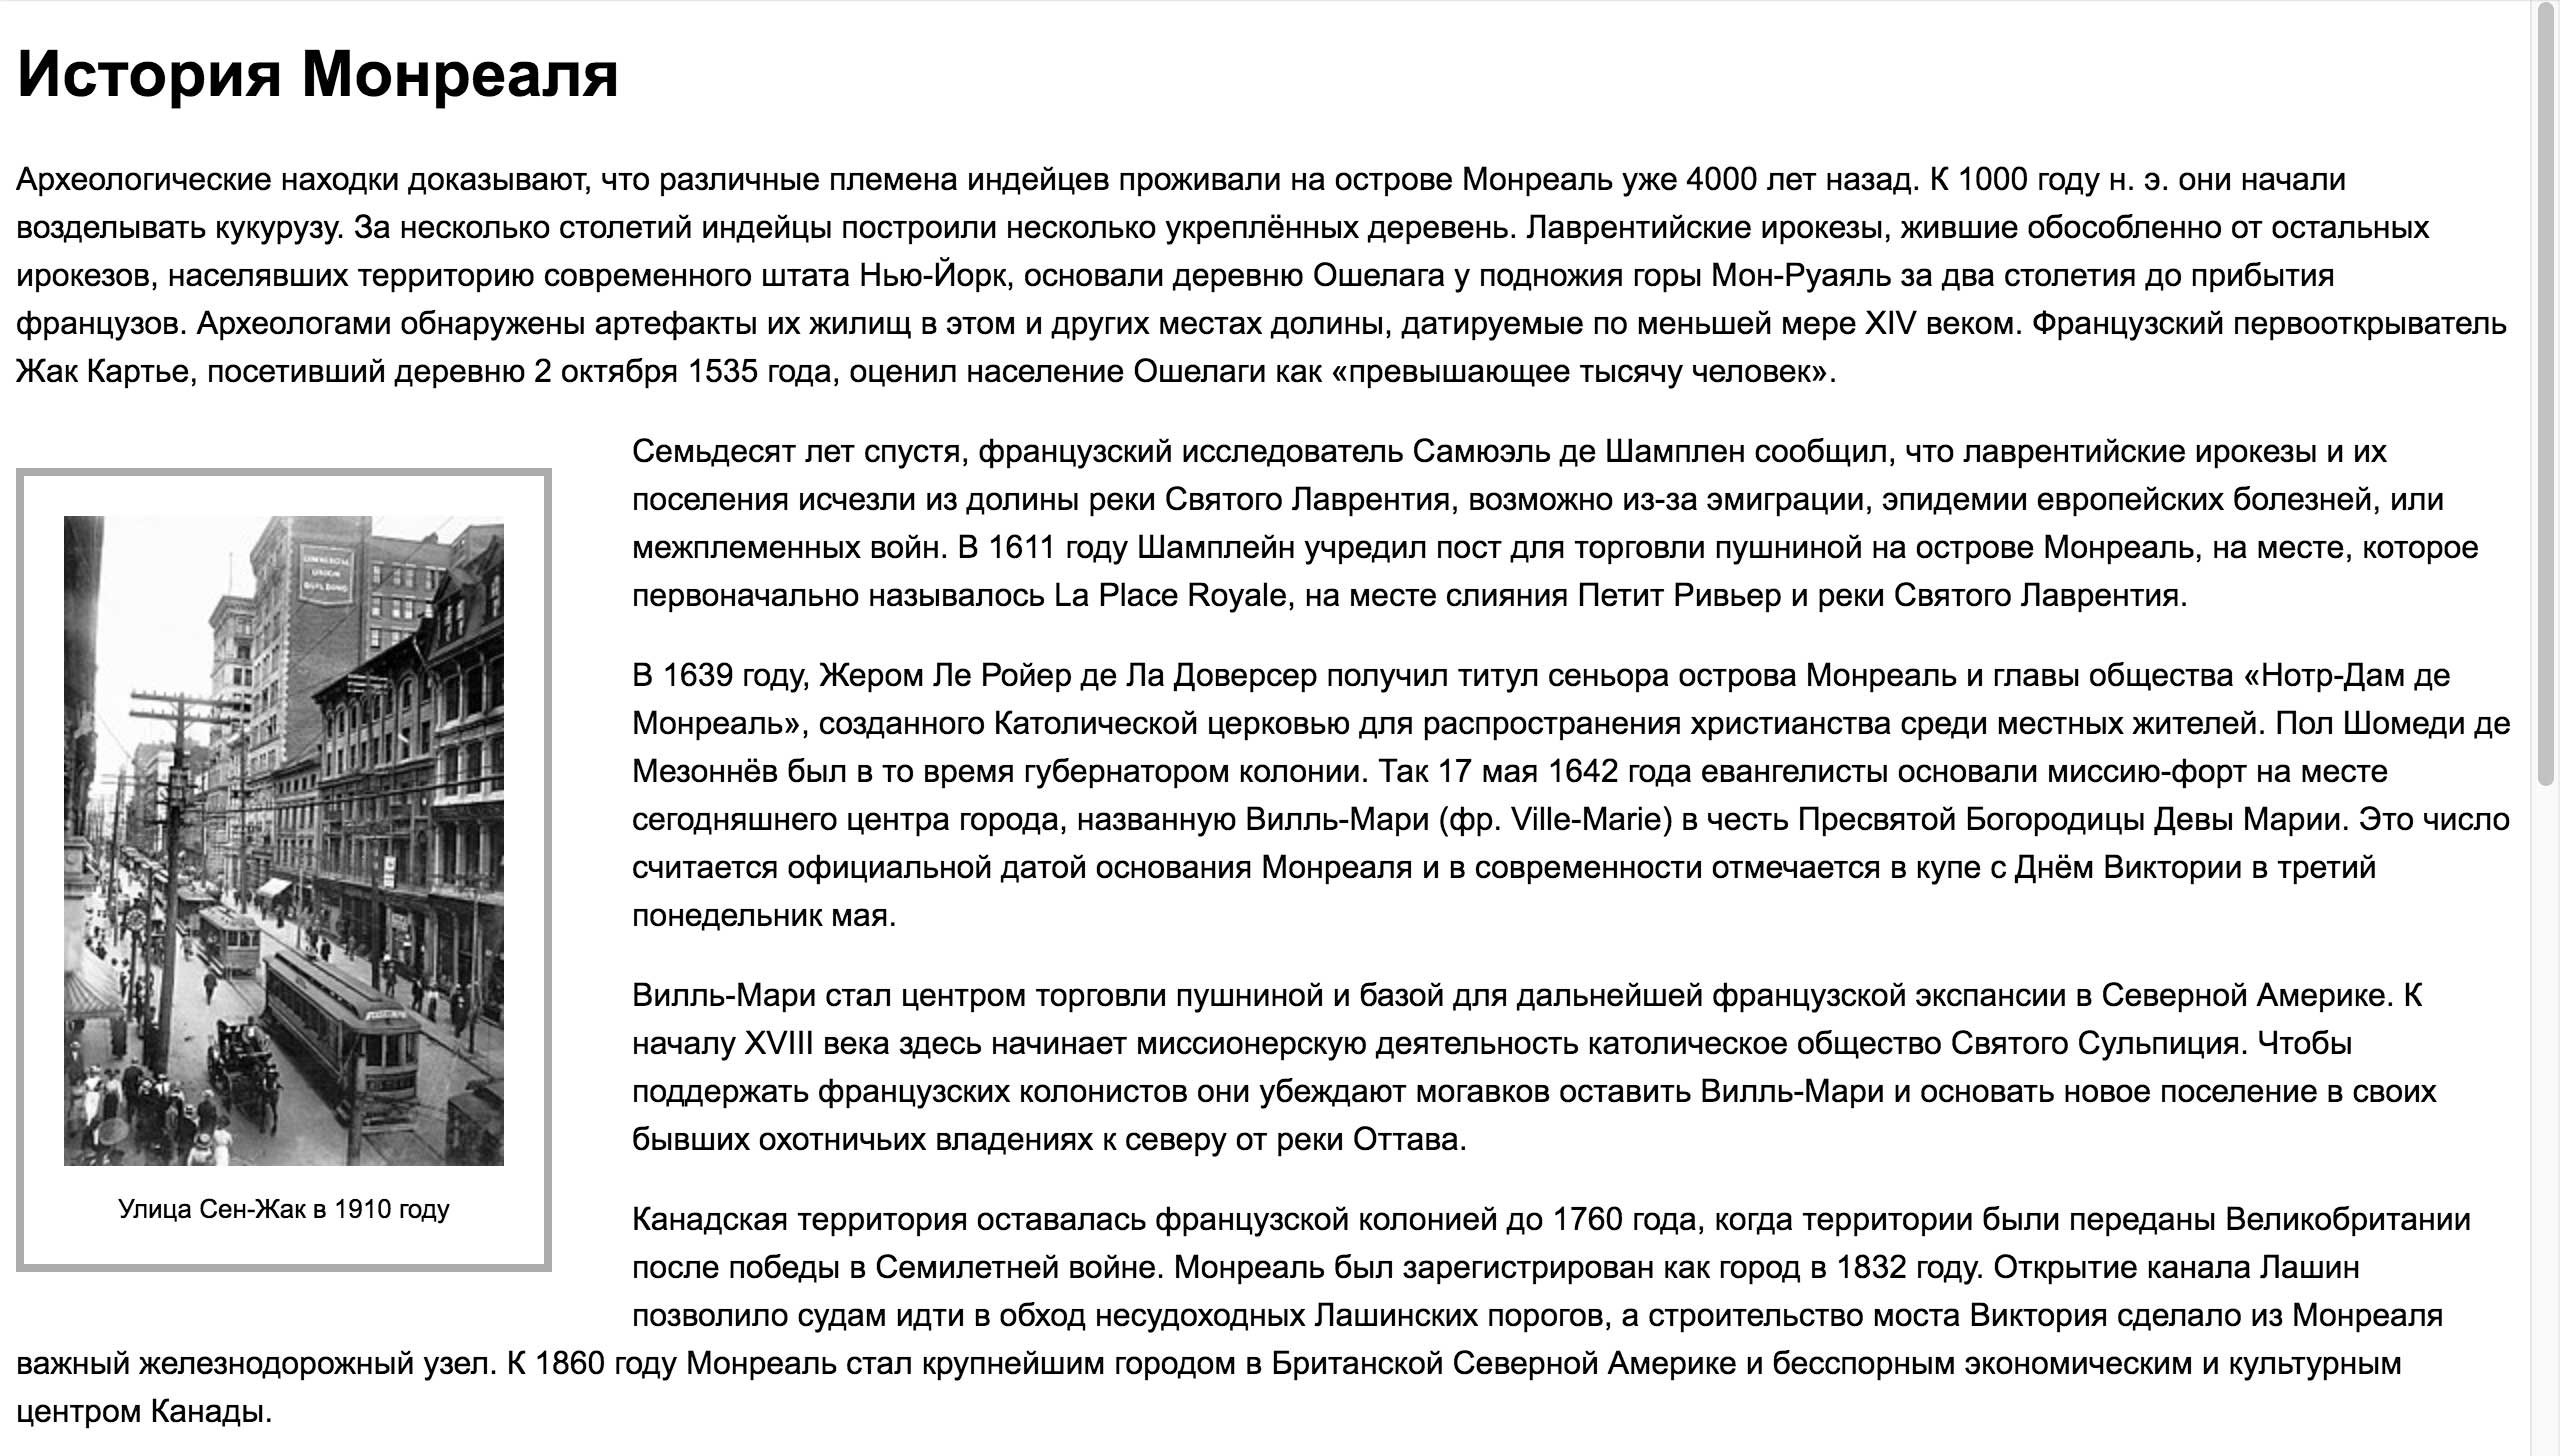 История Монреаля
Археологические находки доказывают, что различные племена индейцев проживали на острове Монреаль уже 4000 лет назад. К 1000 году н. э. они начали
возделывать кукурузу. За несколько столетий индейцы построили несколько укреплённых деревень. Лаврентийские ирокезы, жившие обособленно от остальных
ирокезов, населявших территорию современного штата Нью-Йорк, основали деревню Ошелага у подножия горы Мон-Руаяль за два столетия до прибытия
французов. Археологами обнаружены артефакты их жилищ в этом и других местах долины, датируемые по меньшей мере XIV веком. Французский первооткрыватель
Жак Картье, посетивший деревню 2 октября 1535 года, оценил население Ошелаги как «превышающее тысячу человек».
Семьдесят лет спустя, французский исследователь Самюэль де Шамплен сообщил, что лаврентийские ирокезы и их
поселения исчезли из долины реки Святого Лаврентия, возможно из-за эмиграции, эпидемии европейских болезней, или
межплеменных войн. В 1611 году Шамплейн учредил пост для торговли пушниной на острове Монреаль, на месте, которое
первоначально называлось La Place Royale, на месте слияния Петит Ривьер и реки Святого Лаврентия.
COMMERCIAL
UNION
BUILDING
Улица Сен-Жак в 1910 году
В 1639 году, Жером Ле Ройер де Ла Доверсер получил титул сеньора острова Монреаль и главы общества «Нотр-Дам де
Монреаль», созданного Католической церковью для распространения христианства среди местных жителей. Пол Шомеди де
Мезоннёв был в то время губернатором колонии. Так 17 мая 1642 года евангелисты основали миссию-форт на месте
сегодняшнего центра города, названную Вилль-Мари (фр. Ville-Marie) в честь Пресвятой Богородицы Девы Марии. Это число
считается официальной датой основания Монреаля и в современности отмечается в купе с Днём Виктории в третий
понедельник мая.
Вилль-Мари стал центром торговли пушниной и базой для дальнейшей французской экспансии в Северной Америке. К
началу XVIII века здесь начинает миссионерскую деятельность католическое общество Святого Сульпиция. Чтобы
поддержать французских колонистов они убеждают могавков оставить Вилль-Мари и основать новое поселение в своих
бывших охотничьих владениях к северу от реки Оттава.
Канадская территория оставалась французской колонией до 1760 года, когда территории были переданы Великобритании
после победы в Семилетней войне. Монреаль был зарегистрирован как город в 1832 году. Открытие канала Лашин
позволило судам идти в обход несудоходных Лашинских порогов, а строительство моста Виктория сделало из Монреаля
важный железнодорожный узел. К 1860 году Монреаль стал крупнейшим городом в Британской Северной Америке и бесспорным экономическим и культурным
центром Канады.